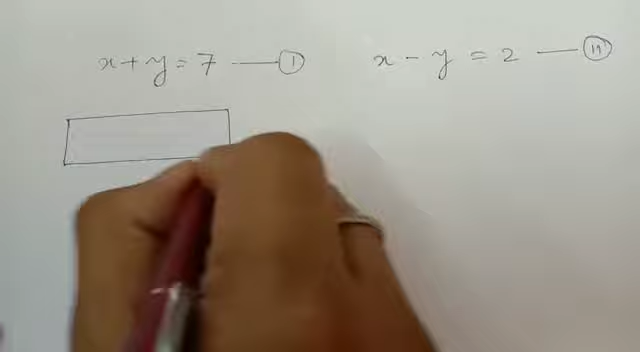 x + y = 7 —— (i)
x - y = 2 —— (ii)